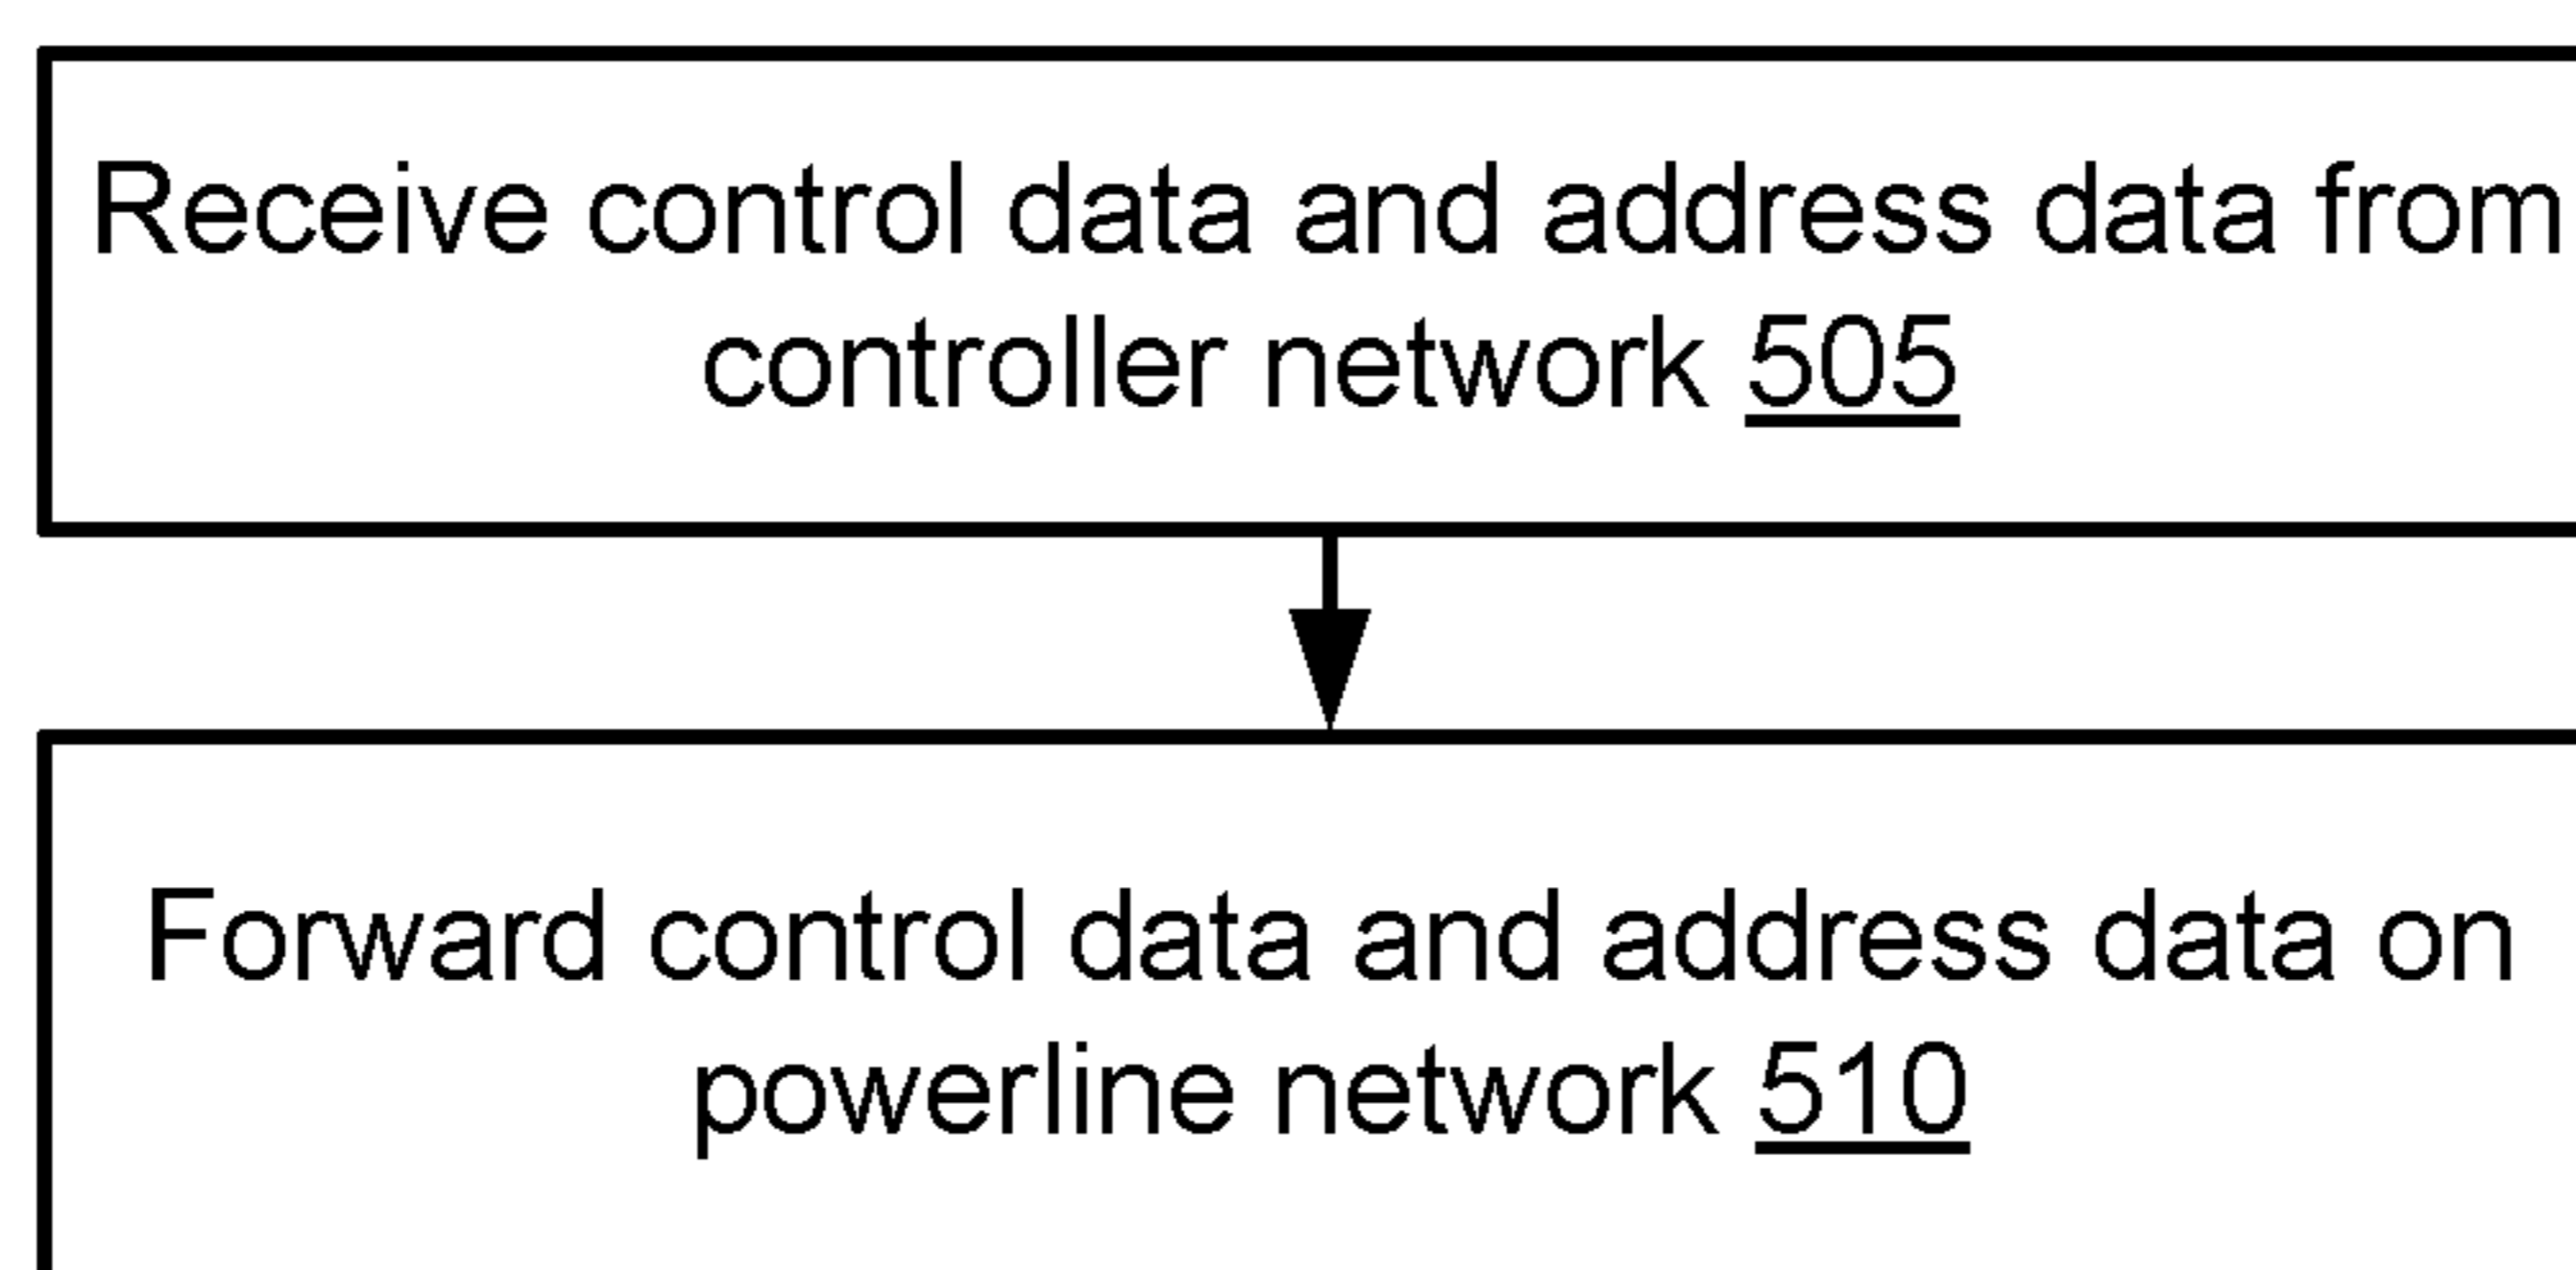 Receive control data and address data from
controller network 505
Forward control data and address data on
powerline network 510